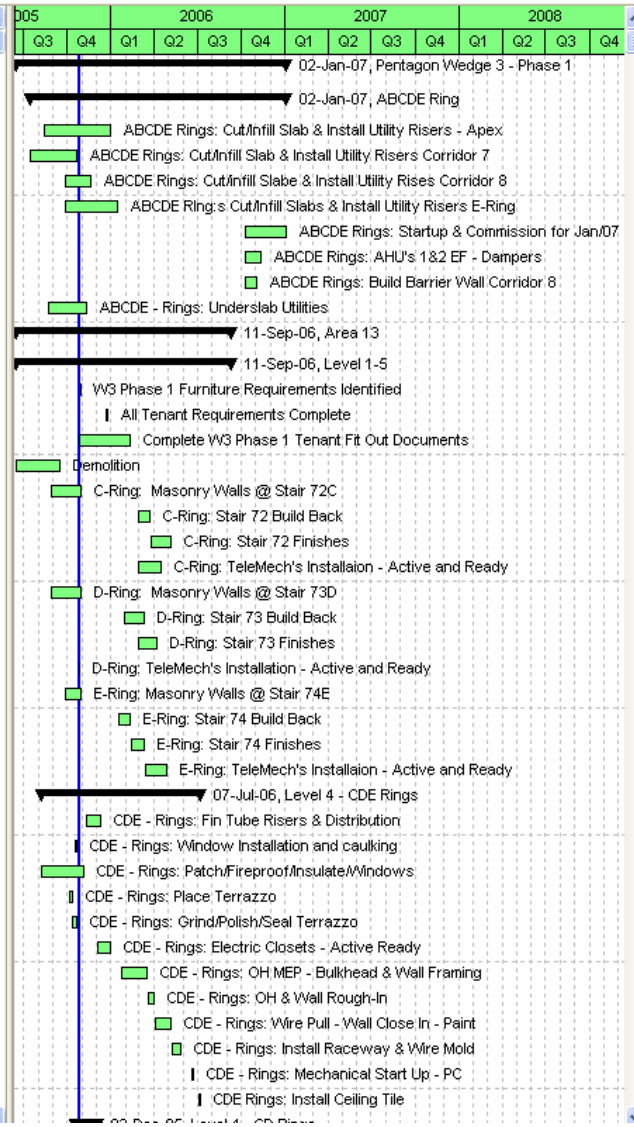 005 2006 2007 2008
Q3 Q4 Q1 Q2 Q3 Q4 Q1 Q2 Q3 Q4 Q1 Q2 Q3 Q4
02-Jan-07, Pentagon Wedge 3 - Phase 1
02-Jan-07, ABCDE Ring
ABCDE Rings: Cut/Infill Slab & Install Utility Risers - Apex
ABCDE Rings: Cut/Infill Slab & Install Utility Risers Corridor 7
ABCDE Rings: Cut/infill Slabe & Install Utility Rises Corridor 8
ABCDE RIng:s Cut/Infill Slabs & Install Utility Risers E-Ring
ABCDE Rings: Startup & Commission for Jan/07
ABCDE Rings: AHU's 1&2 EF - Dampers
ABCDE Rings: Build Barrier Wall Corridor 8
ABCDE - Rings: Underslab Utilities
11-Sep-06, Area 13
11-Sep-06, Level 1-5
W3 Phase 1 Furniture Requirements Identified
All Tenant Requirements Complete
Complete W3 Phase 1 Tenant Fit Out Documents
Demolition
C-Ring: Masonry Walls @ Stair 72C
C-Ring: Stair 72 Build Back
C-Ring: Stair 72 Finishes
C-Ring: TeleMech's Installaion - Active and Ready
D-Ring: Masonry Walls @ Stair 73D
D-Ring: Stair 73 Build Back
D-Ring: Stair 73 Finishes
D-Ring: TeleMech's Installation - Active and Ready
E-Ring: Masonry Walls @ Stair 74E
E-Ring: Stair 74 Build Back
E-Ring: Stair 74 Finishes
E-Ring: TeleMech's Installaion - Active and Ready
07-Jul-06, Level 4 - CDE Rings
CDE - Rings: Fin Tube Risers & Distribution
CDE - Rings: Window Installation and caulking
CDE - Rings: Patch/Fireproof/Insulate/Windows
CDE - Rings: Place Terrazzo
CDE - Rings: Grind/Polish/Seal Terrazzo
CDE - Rings: Electric Closets - Active Ready
CDE - Rings: OH MEP - Bulkhead & Wall Framing
CDE - Rings: OH & Wall Rough-In
CDE - Rings: Wire Pull - Wall Close In - Paint
CDE - Rings: Install Raceway & Wire Mold
CDE - Rings: Mechanical Start Up - PC
CDE Rings: Install Ceiling Tile
Level 4 - CD Rings